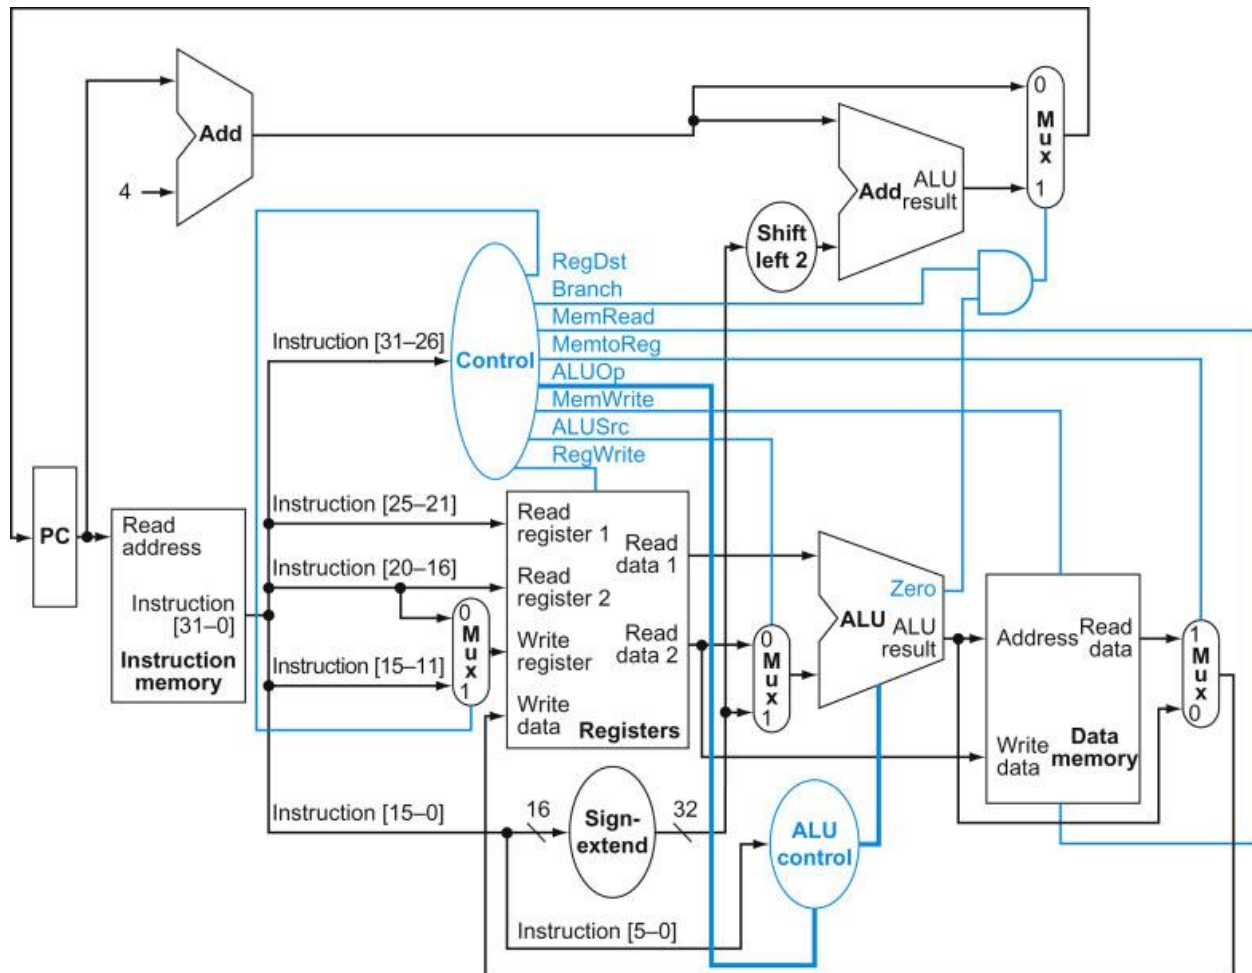 Add
4
0
Mux
1
Add
ALU
result
Shift
left 2
RegDst
Branch
MemRead
MemtoReg
ALUOp
MemWrite
ALUSrc
RegWrite
Control
Instruction [31–26]
Instruction [25–21]
Instruction [20–16]
Instruction [15–11]
Instruction [15–0]
Instruction [5–0]
PC
Read
address
Instruction
[31–0]
Instruction
memory
0
Mux
1
Read
register 1
Read
register 2
Write
register
Write
data
Read
data 1
Read
data 2
Registers
0
Mux
1
Zero
ALU
ALU
result
Address
Read
data
Write
data
Data
memory
1
Mux
0
16
Sign-
extend
32
ALU
control